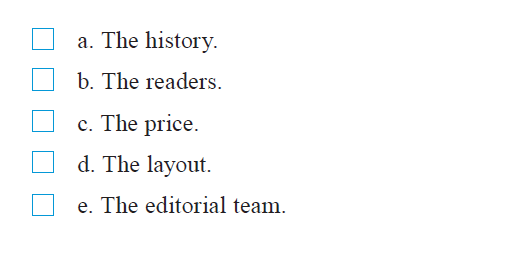 a. The history.
b. The readers.
c. The price.
d. The layout.
e. The editorial team.